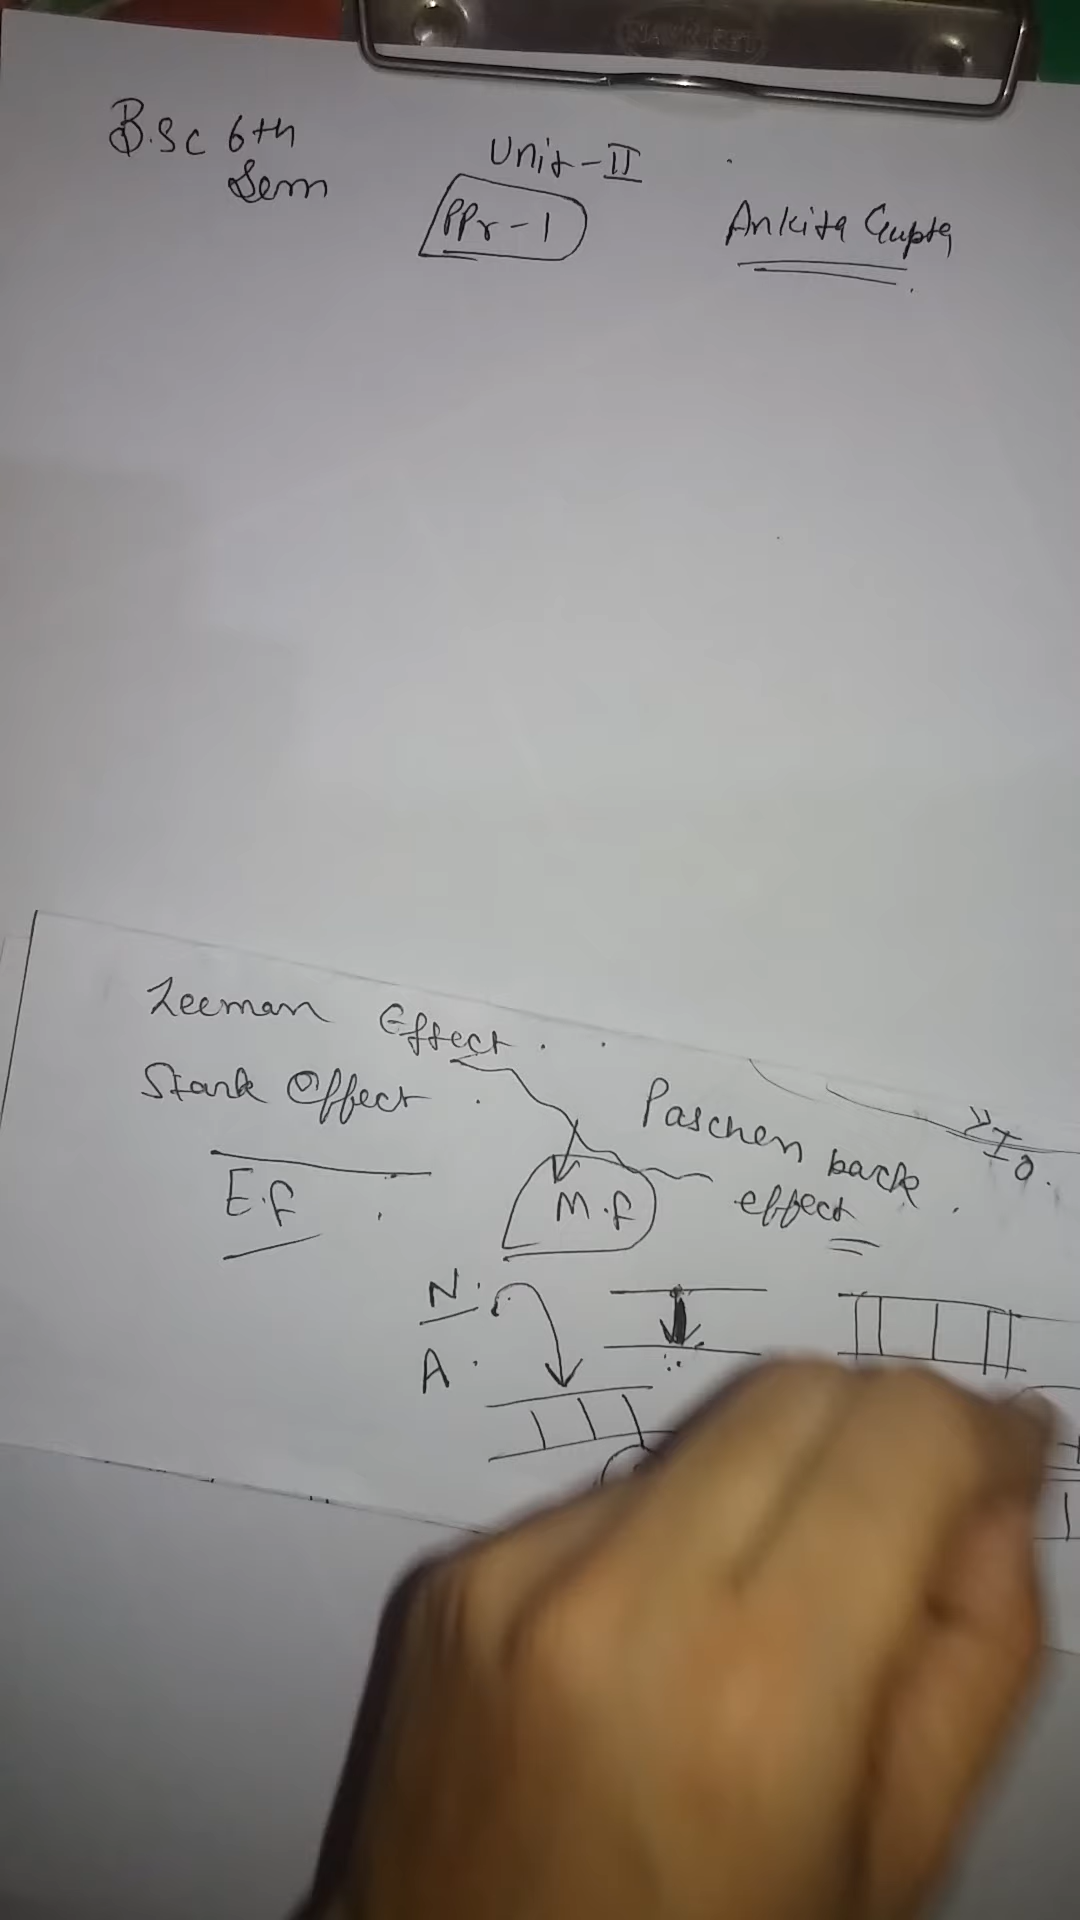 B.Sc 6th
Sem
Unit-II
PPr-1
Ankita Gupta
Zeeman Effect.
Stark Effect.
Paschen back
effect
E.f
M.f
N.
A.